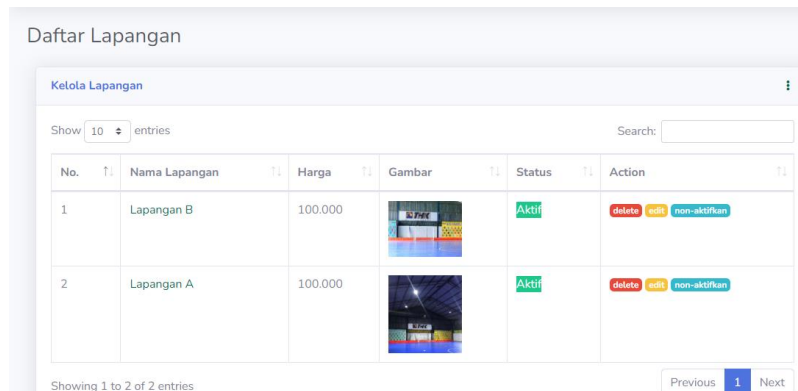 Daftar Lapangan
Kelola Lapangan
Show 10 entries
Search:
No. Nama Lapangan Harga Gambar Status Action
1 Lapangan B 100.000 Aktif delete edit non-aktifkan
2 Lapangan A 100.000 Aktif delete edit non-aktifkan
Showing 1 to 2 of 2 entries
Previous 1 Next